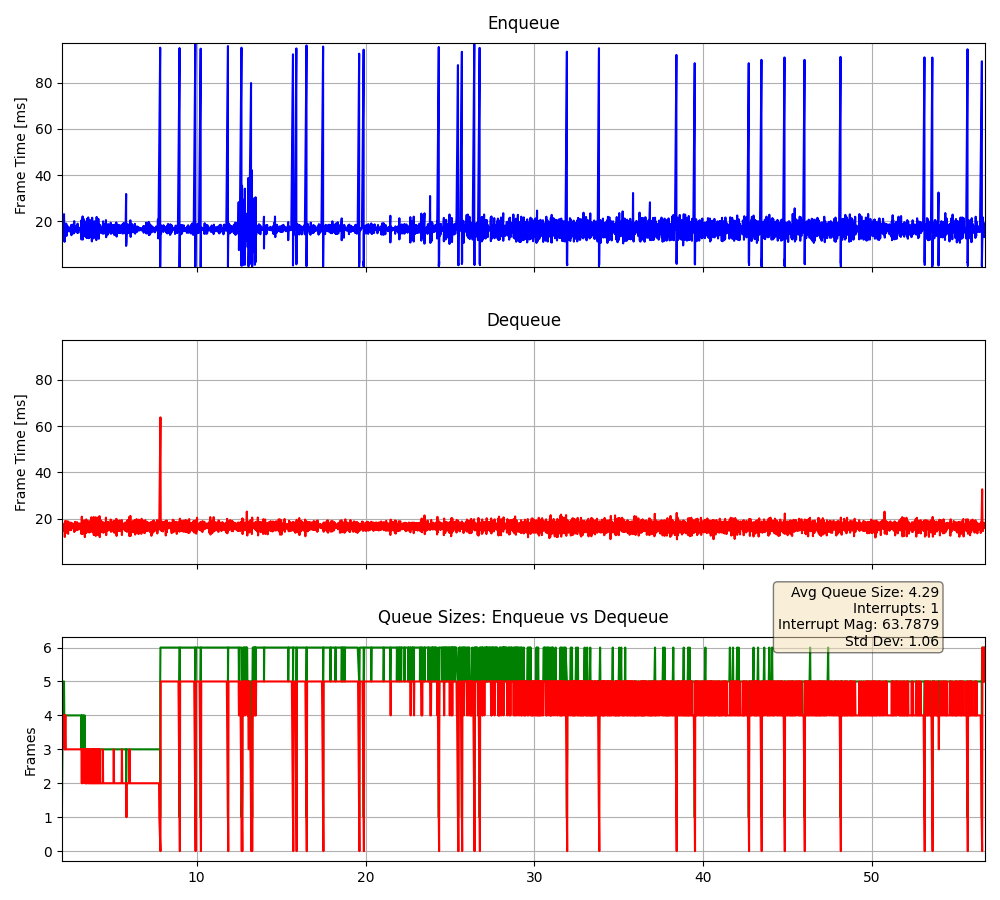 Enqueue
Frame Time [ms]
80
60
40
20
Dequeue
Frame Time [ms]
80
60
40
20
Queue Sizes: Enqueue vs Dequeue
Avg Queue Size: 4.29
Interrupts: 1
Interrupt Mag: 63.7879
Std Dev: 1.06
Frames
6
5
4
3
2
1
0
10 20 30 40 50